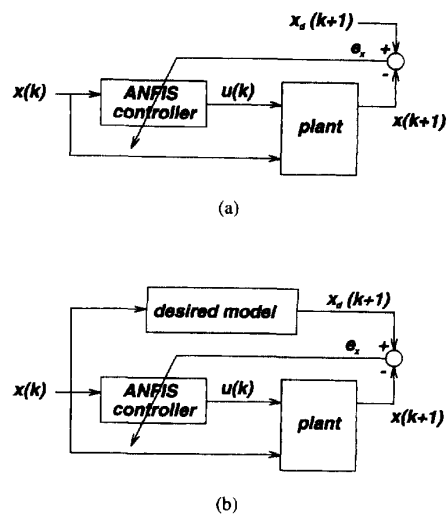 x_d (k+1)
e_x
+
-
x(k)
ANFIS
controller
u(k)
plant
x(k+1)
(a)
desired model
x_d (k+1)
e_x
+
-
x(k)
ANFIS
controller
u(k)
plant
x(k+1)
(b)